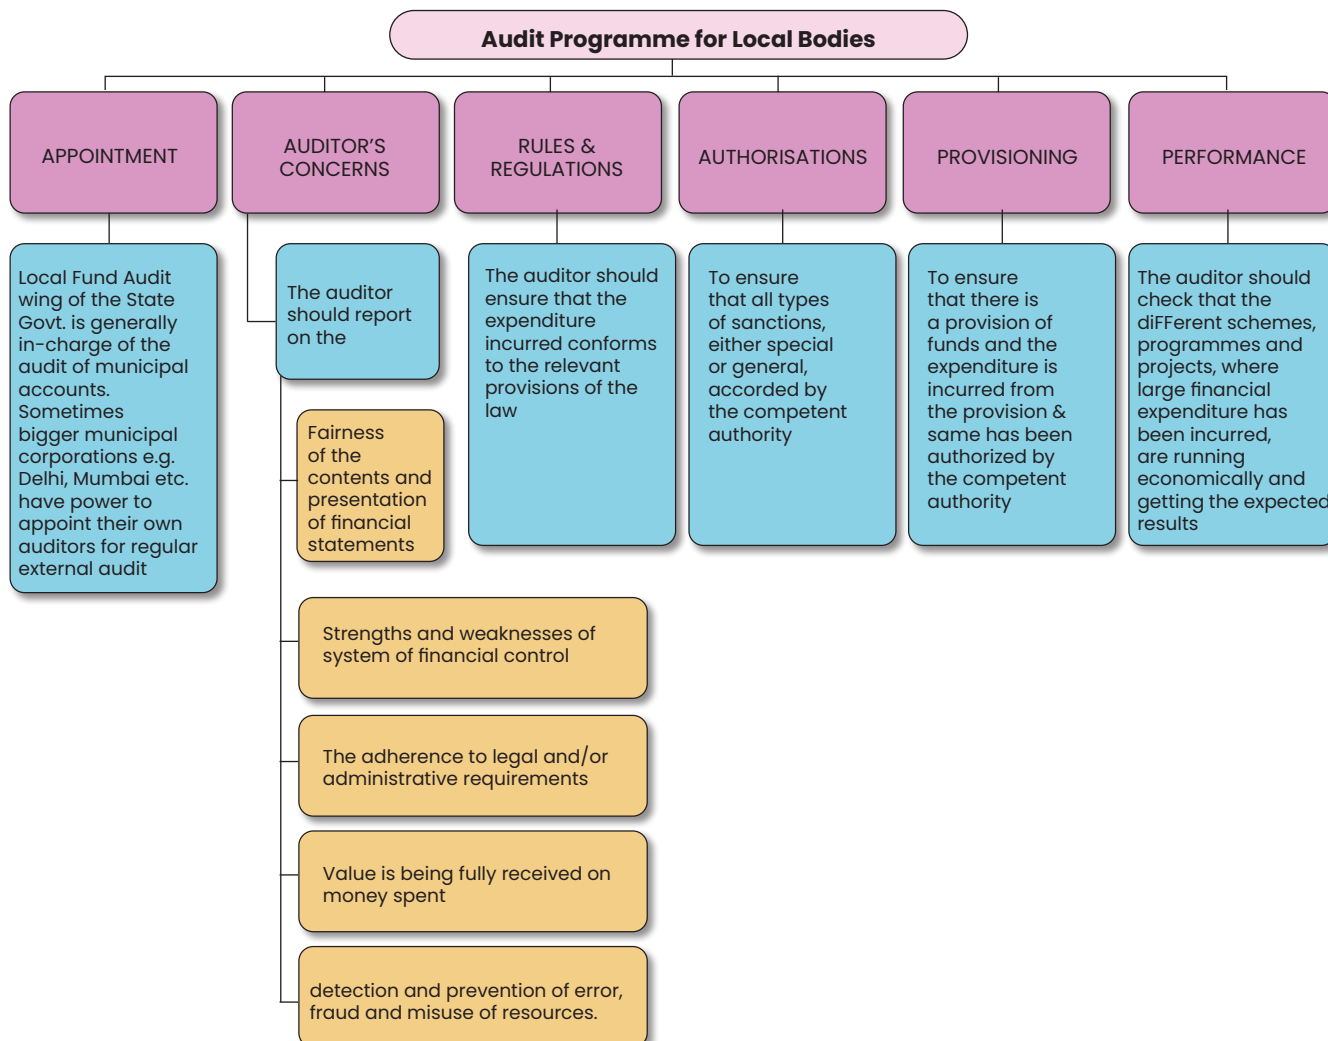 Audit Programme for Local Bodies
APPOINTMENT
Local Fund Audit
wing of the State
Govt. is generally
in-charge of the
audit of municipal
accounts.
Sometimes
bigger municipal
corporations e.g.
Delhi, Mumbai etc.
have power to
appoint their own
auditors for regular
external audit
AUDITOR’S
CONCERNS
The auditor
should report
on the
Fairness
of the
contents and
presentation
of financial
statements
Strengths and weaknesses of
system of financial control
The adherence to legal and/or
administrative requirements
Value is being fully received on
money spent
detection and prevention of error,
fraud and misuse of resources.
RULES &
REGULATIONS
The auditor should
ensure that the
expenditure
incurred conforms
to the relevant
provisions of the
law
AUTHORISATIONS
To ensure
that all types
of sanctions,
either special
or general,
accorded by
the competent
authority
PROVISIONING
To ensure
that there is
a provision of
funds and the
expenditure is
incurred from
the provision &
same has been
authorized by
the competent
authority
PERFORMANCE
The auditor should
check that the
diFFerent schemes,
programmes and
projects, where
large financial
expenditure has
been incurred,
are running
economically and
getting the expected
results